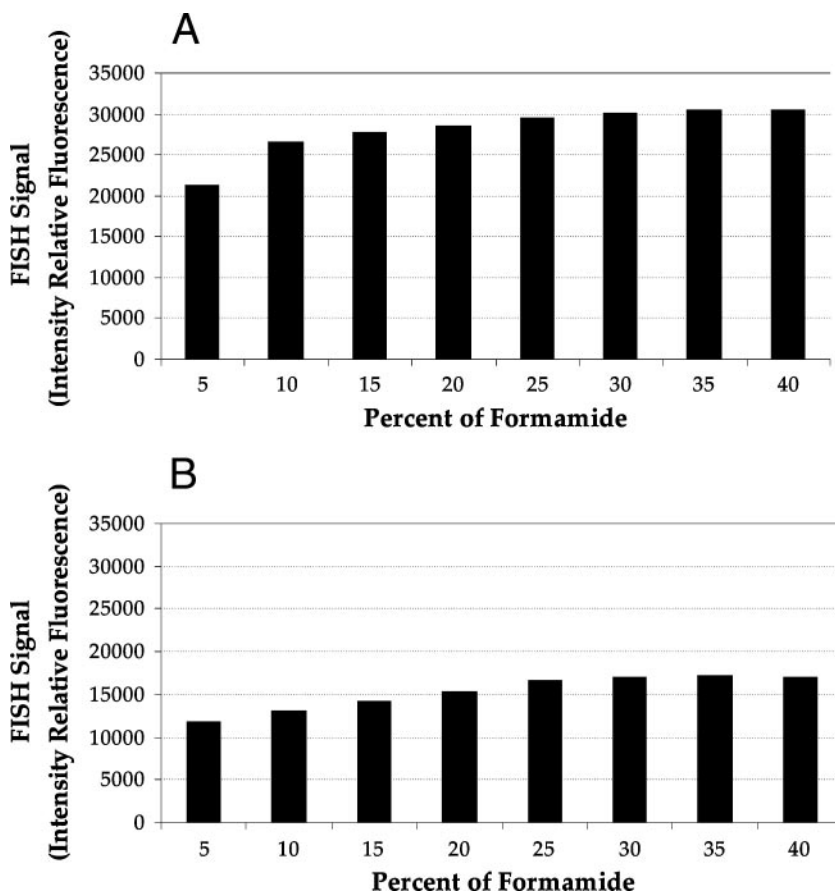 A
FISH Signal
(Intensity Relative Fluorescence)
35000
30000
25000
20000
15000
10000
5000
0
5 10 15 20 25 30 35 40
Percent of Formamide
B
FISH Signal
(Intensity Relative Fluorescence)
35000
30000
25000
20000
15000
10000
5000
0
5 10 15 20 25 30 35 40
Percent of Formamide